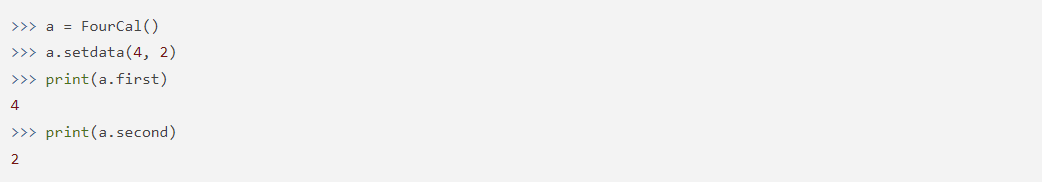 >>> a = FourCal()
>>> a.setdata(4, 2)
>>> print(a.first)
4
>>> print(a.second)
2